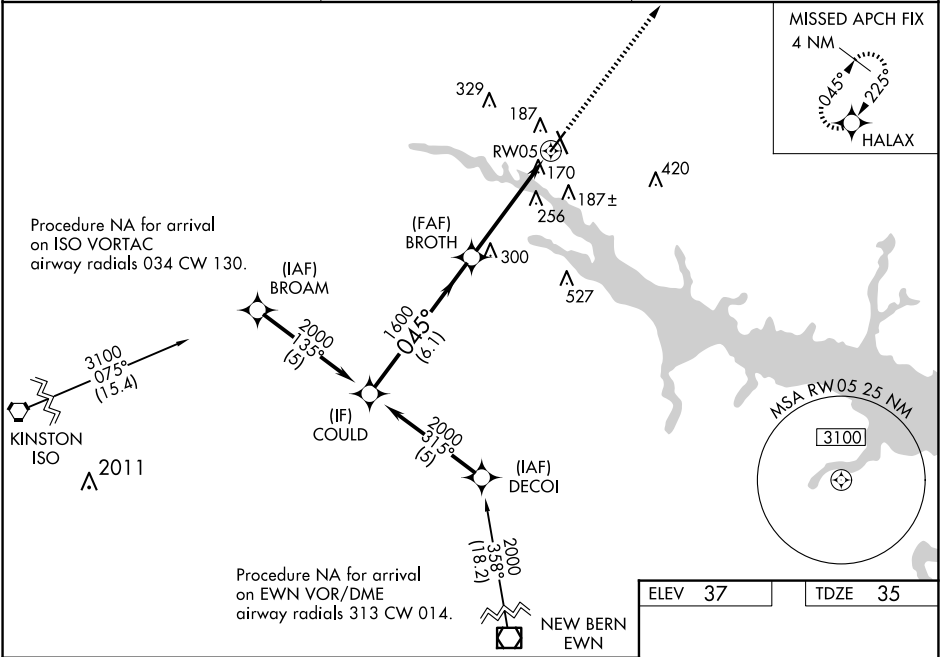 MISSED APCH FIX
4 NM
045°
225°
HALAX
329
187
RW05
170
420
187±
256
(FAF)
BROTH
300
527
Procedure NA for arrival
on ISO VORTAC
airway radials 034 CW 130.
(IAF)
BROAM
2000
135°
(5)
1600
045°
(6.1)
3100
075°
(15.4)
KINSTON
ISO
2011
(IF)
COULD
2000
315°
(5)
(IAF)
DECOI
MSA RW05 25 NM
3100
2000
358°
(18.2)
Procedure NA for arrival
on EWN VOR/DME
airway radials 313 CW 014.
NEW BERN
EWN
ELEV 37
TDZE 35